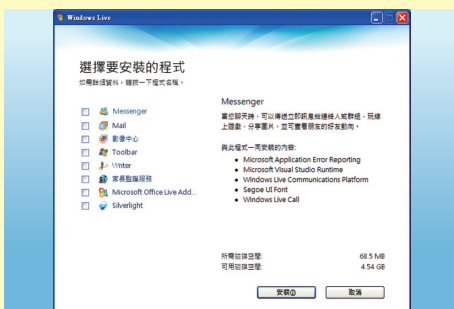 Windows Live
選擇要安裝的程式
如需詳細資料，請按一下程式名稱。
Messenger
Mail
影像中心
Toolbar
Writer
家長監護服務
Microsoft Office Live Add...
Silverlight
Messenger
當您聊天時，可以傳送立即訊息給連絡人或群組、玩線
上遊戲、分享圖片，並可查看朋友的好友動向。
與此程式一同安裝的內容:
• Microsoft Application Error Reporting
• Microsoft Visual Studio Runtime
• Windows Live Communications Platform
• Segoe UI Font
• Windows Live Call
所需磁碟空間: 68.5 MB
可用磁碟空間: 4.54 GB
安裝(I) 取消